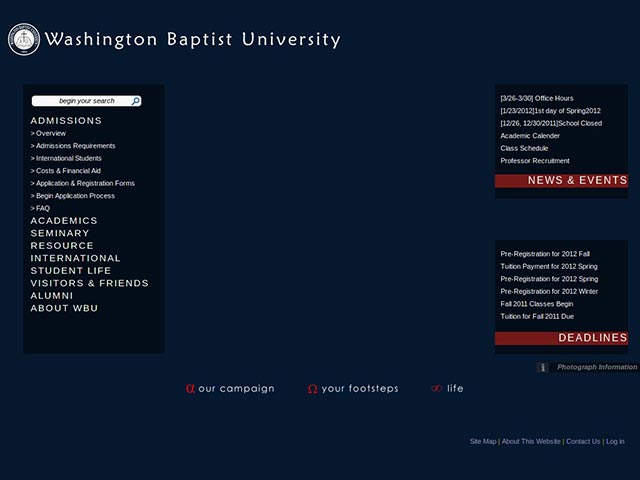 Washington Baptist University
begin your search
ADMISSIONS
> Overview
> Admissions Requirements
> International Students
> Costs & Financial Aid
> Application & Registration Forms
> Begin Application Process
> FAQ
ACADEMICS
SEMINARY
RESOURCE
INTERNATIONAL
STUDENT LIFE
VISITORS & FRIENDS
ALUMNI
ABOUT WBU
[3/26-3/30] Office Hours
[1/23/2012]1st day of Spring2012
[12/26, 12/30/2011]School Closed
Academic Calender
Class Schedule
Professor Recruitment
NEWS & EVENTS
Pre-Registration for 2012 Fall
Tuition Payment for 2012 Spring
Pre-Registration for 2012 Spring
Pre-Registration for 2012 Winter
Fall 2011 Classes Begin
Tuition for Fall 2011 Due
DEADLINES
i Photograph Information
α our campaign Ω your footsteps ∞ life
Site Map | About This Website | Contact Us | Log in